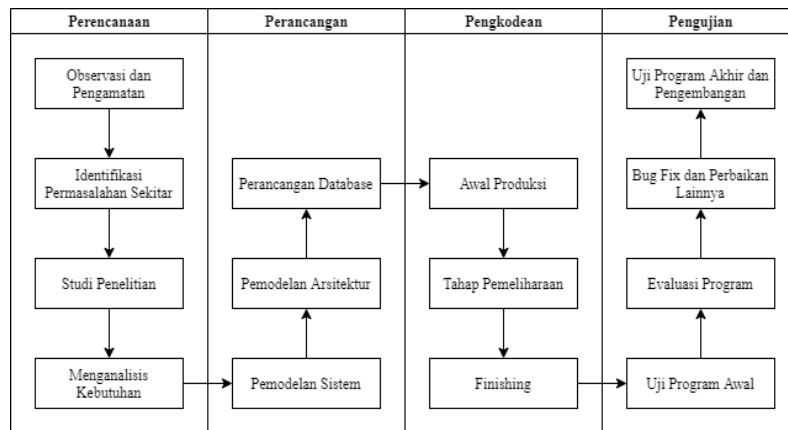 Perencanaan
Perancangan
Pengkodean
Pengujian
Observasi dan
Pengamatan
Identifikasi
Permasalahan Sekitar
Studi Penelitian
Menganalisis
Kebutuhan
Perancangan Database
Pemodelan Arsitektur
Pemodelan Sistem
Awal Produksi
Tahap Pemeliharaan
Finishing
Uji Program Akhir dan
Pengembangan
Bug Fix dan Perbaikan
Lainnya
Evaluasi Program
Uji Program Awal